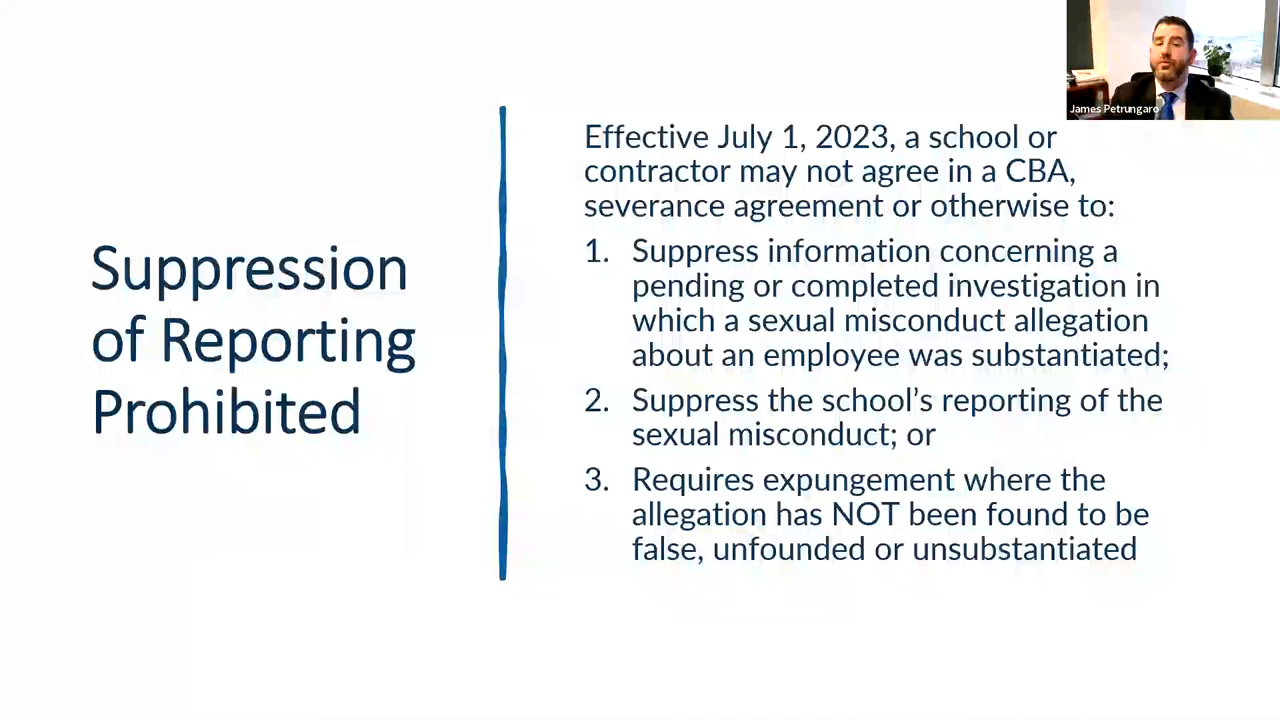 James Petrungaro
Suppression
of Reporting
Prohibited
Effective July 1, 2023, a school or
contractor may not agree in a CBA,
severance agreement or otherwise to:
1. Suppress information concerning a
pending or completed investigation in
which a sexual misconduct allegation
about an employee was substantiated;
2. Suppress the school’s reporting of the
sexual misconduct; or
3. Requires expungement where the
allegation has NOT been found to be
false, unfounded or unsubstantiated